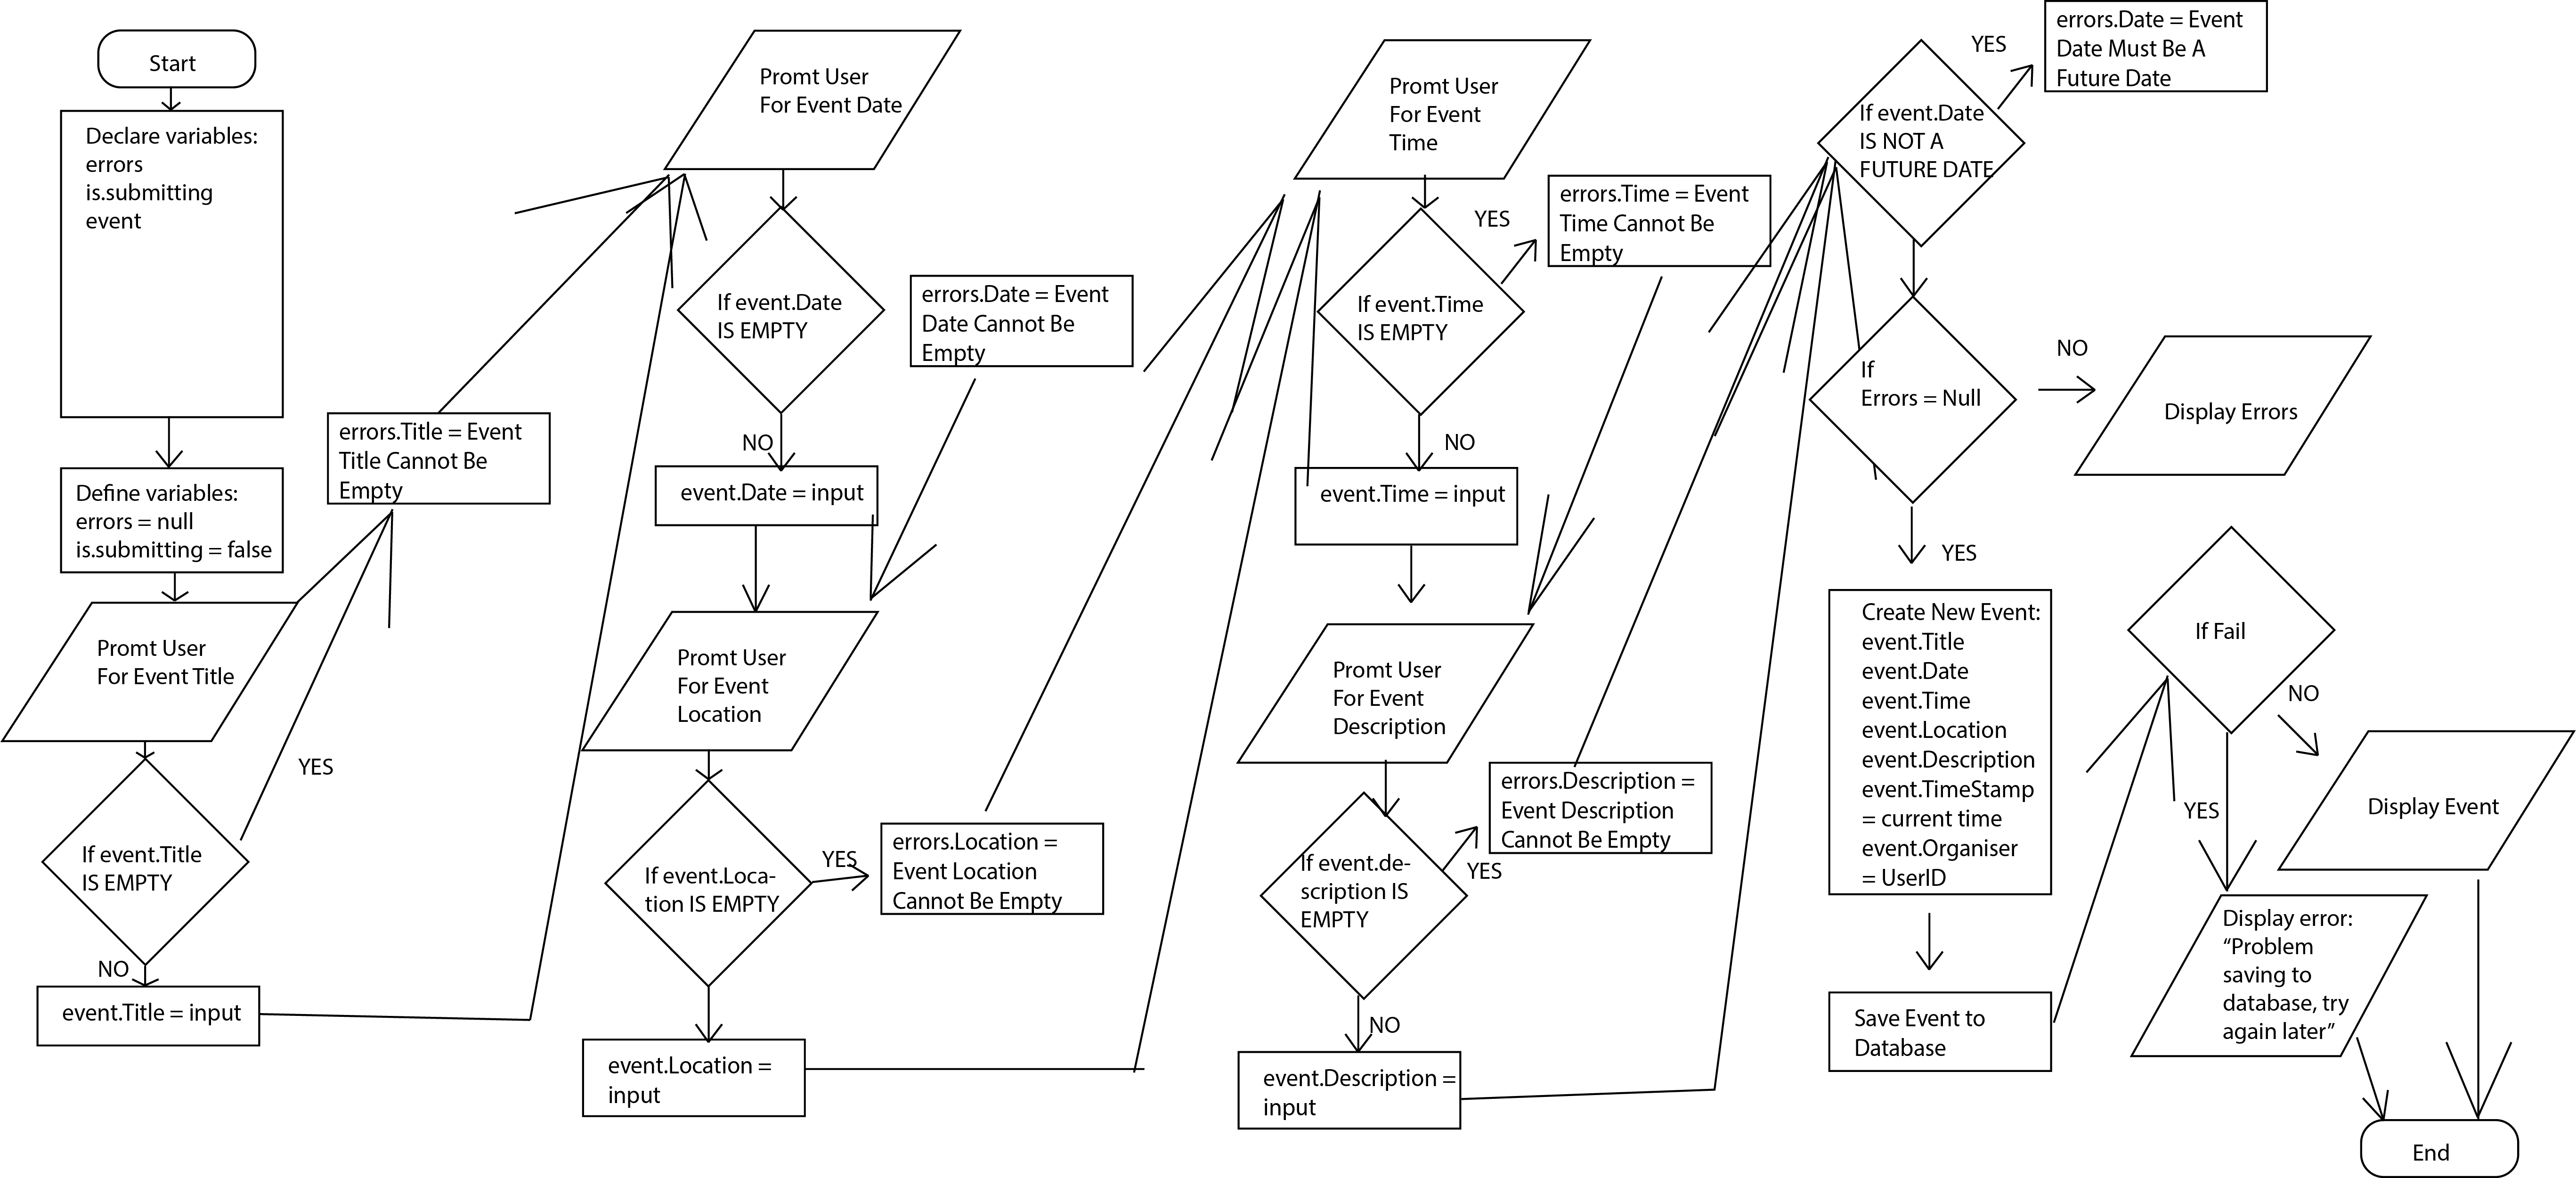 Start
Declare variables:
errors
is.submitting
event
Define variables:
errors = null
is.submitting = false
Promt User
For Event Title
If event.Title
IS EMPTY
YES
errors.Title = Event
Title Cannot Be
Empty
NO
event.Title = input
Promt User
For Event Date
If event.Date
IS EMPTY
errors.Date = Event
Date Cannot Be
Empty
NO
event.Date = input
Promt User
For Event
Location
If event.Loca-
tion IS EMPTY
YES
errors.Location =
Event Location
Cannot Be Empty
event.Location =
input
Promt User
For Event
Time
If event.Time
IS EMPTY
YES
errors.Time = Event
Time Cannot Be
Empty
NO
event.Time = input
Promt User
For Event
Description
If event.de-
scription IS
EMPTY
YES
errors.Description =
Event Description
Cannot Be Empty
NO
event.Description =
input
If event.Date
IS NOT A
FUTURE DATE
YES
errors.Date = Event
Date Must Be A
Future Date
If
Errors = Null
NO
Display Errors
YES
Create New Event:
event.Title
event.Date
event.Time
event.Location
event.Description
event.TimeStamp
= current time
event.Organiser
= UserID
Save Event to
Database
If Fail
NO
Display Event
YES
Display error:
“Problem
saving to
database, try
again later”
End